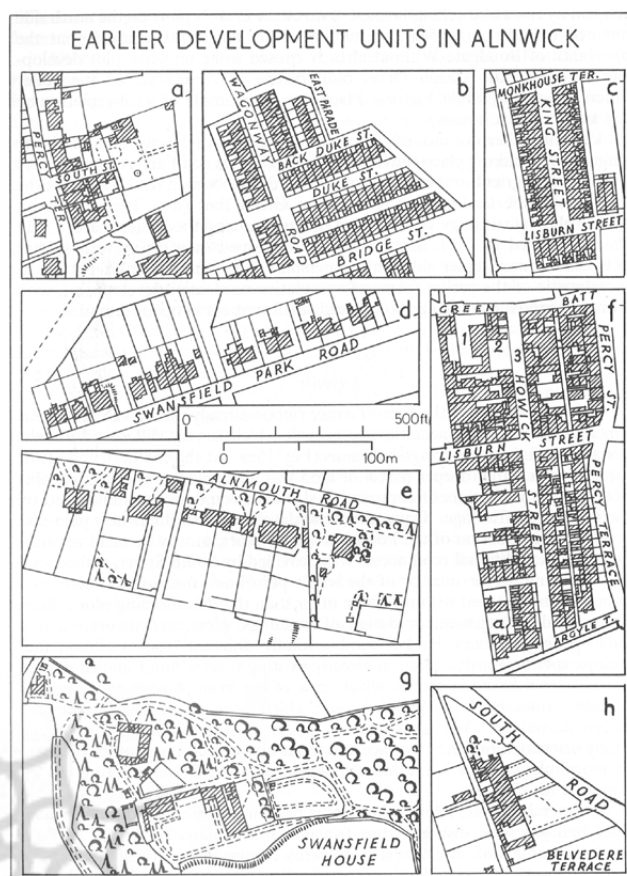 EARLIER DEVELOPMENT UNITS IN ALNWICK
a
PERCY TER.
SOUTH ST.
b
WAGONWAY ROAD
EAST PARADE
BACK DUKE ST.
DUKE ST.
BRIDGE ST.
c
MONKHOUSE TER.
KING STREET
LISBURN STREET
d
SWANSFIELD PARK ROAD
0 500ft
0 100m
e
ALNMOUTH ROAD
f
GREEN BATT
1
2
3
HOWICK STREET
PERCY ST.
LISBURN STREET
PERCY TERRACE
a
ARGYLE T.
g
SWANSFIELD
HOUSE
h
SOUTH ROAD
BELVEDERE
TERRACE